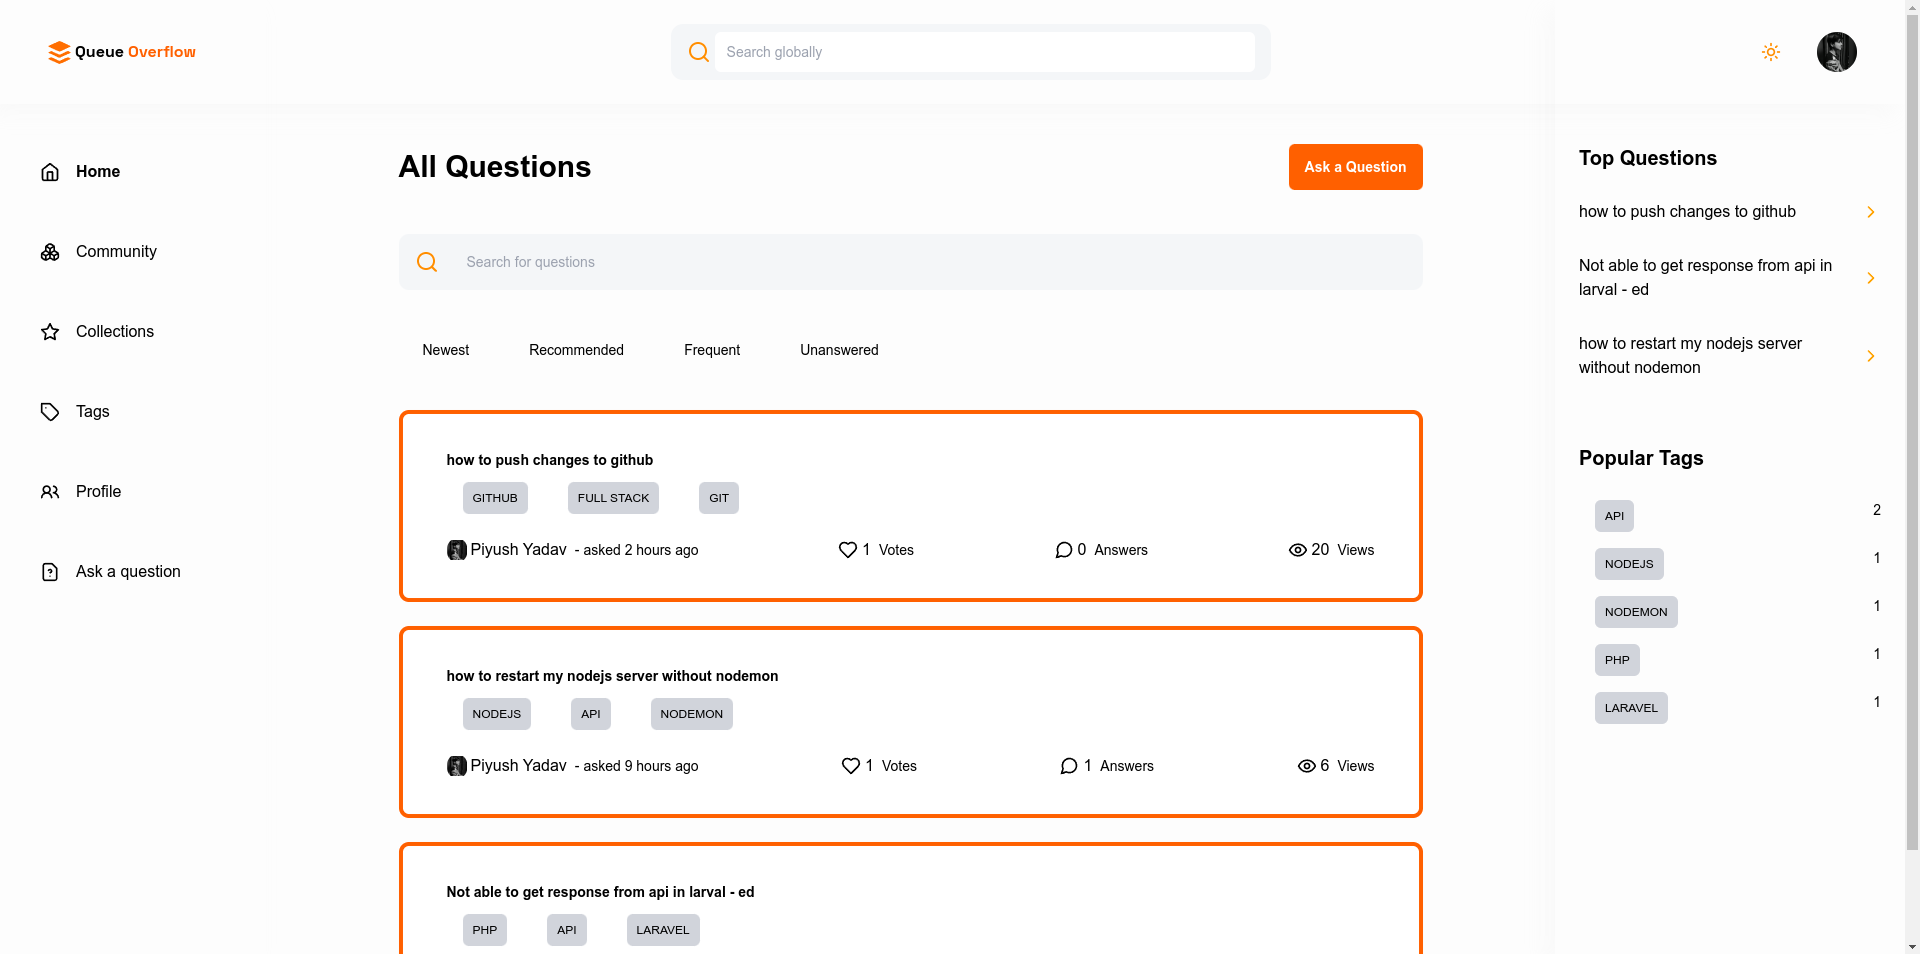 Queue Overflow
Search globally
Home
Community
Collections
Tags
Profile
Ask a question
All Questions
Ask a Question
Search for questions
Newest Recommended Frequent Unanswered
how to push changes to github
GITHUB FULL STACK GIT
Piyush Yadav - asked 2 hours ago 1 Votes 0 Answers 20 Views
how to restart my nodejs server without nodemon
NODEJS API NODEMON
Piyush Yadav - asked 9 hours ago 1 Votes 1 Answers 6 Views
Not able to get response from api in larval - ed
PHP API LARAVEL
Top Questions
how to push changes to github
Not able to get response from api in
larval - ed
how to restart my nodejs server
without nodemon
Popular Tags
API 2
NODEJS 1
NODEMON 1
PHP 1
LARAVEL 1